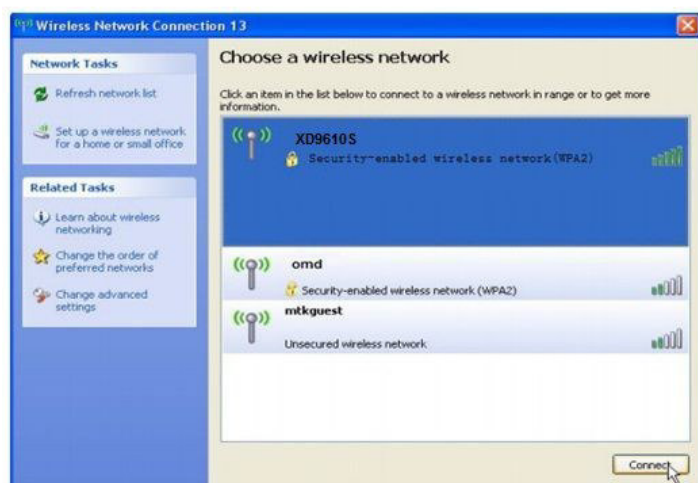 Wireless Network Connection 13
Network Tasks
Refresh network list
Set up a wireless network
for a home or small office
Related Tasks
Learn about wireless
networking
Change the order of
preferred networks
Change advanced
settings
Choose a wireless network
Click an item in the list below to connect to a wireless network in range or to get more
information.
XD9610S
Security-enabled wireless network(WPA2)
omd
Security-enabled wireless network (WPA2)
mtkguest
Unsecured wireless network
Connect